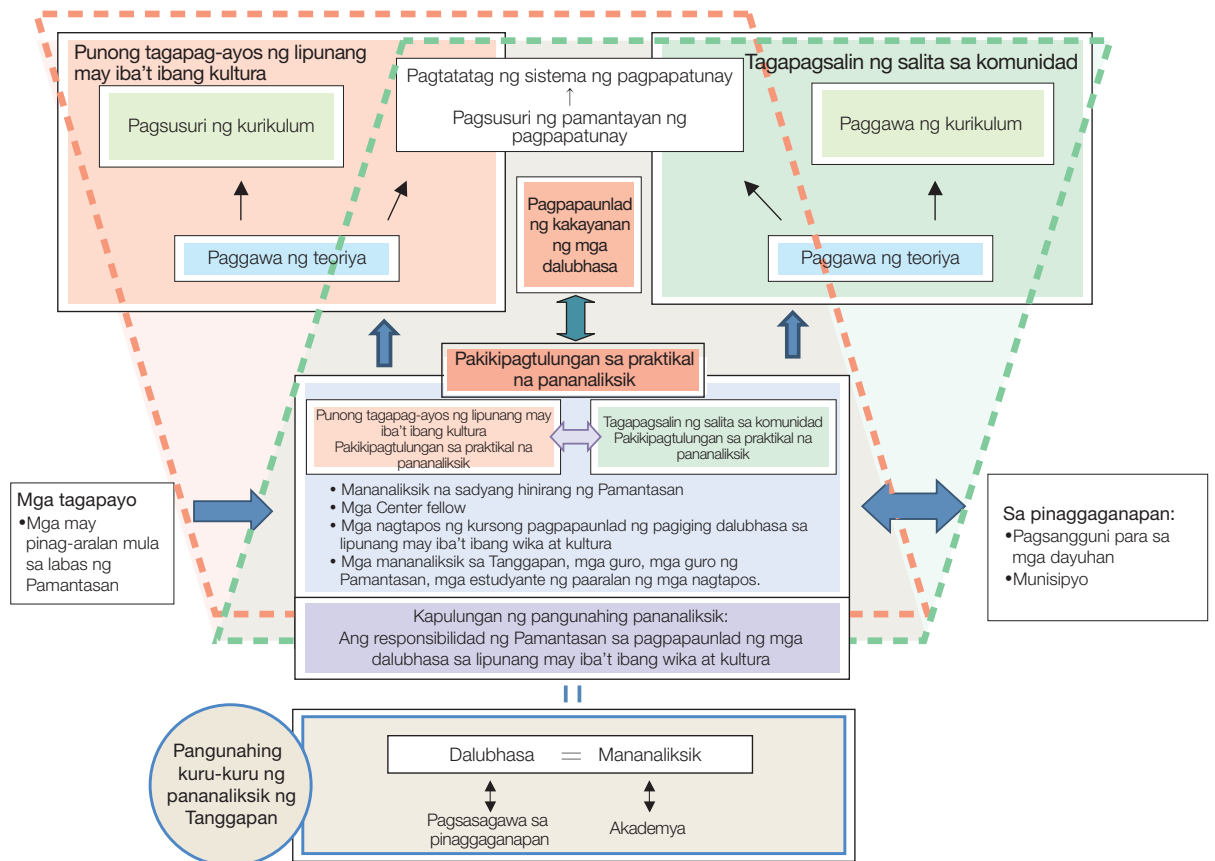 Punong tagapag-ayos ng lipunang
may iba't ibang kultura
Pagsusuri ng kurikulum
Paggawa ng teoriya
Pagtatatag ng sistema ng pagpapatunay
↑
Pagsusuri ng pamantayan ng
pagpapatunay
Tagapagsalin ng salita sa komunidad
Paggawa ng kurikulum
Paggawa ng teoriya
Pagpapaunlad
ng kakayanan
ng mga
dalubhasa
Pakikipagtulungan sa praktikal
na pananaliksik
Punong tagapag-ayos ng lipunang may
iba't ibang kultura
Pakikipagtulungan sa praktikal na
pananaliksik
Tagapagsalin ng salita sa komunidad
Pakikipagtulungan sa praktikal na
pananaliksik
• Mananaliksik na sadyang hinirang ng Pamantasan
• Mga Center fellow
• Mga nagtapos ng kursong pagpapaunlad ng pagiging dalubhasa sa
lipunang may iba't ibang wika at kultura
• Mga mananaliksik sa Tanggapan, mga guro, mga guro ng
Pamantasan, mga estudyante ng paaralan ng mga nagtapos.
Mga tagapayo
•Mga may
pinag-aralan mula
sa labas ng
Pamantasan
Sa pinaggaganapan:
•Pagsangguni para sa
mga dayuhan
•Munisipyo
Kapulungan ng pangunahing pananaliksik:
Ang responsibilidad ng Pamantasan sa pagpapaunlad ng mga
dalubhasa sa lipunang may iba't ibang wika at kultura
Pangunahing
kuru-kuro ng
pananaliksik ng
Tanggapan
Dalubhasa = Mananaliksik
Pagsasagawa sa
pinaggaganapan
Akademya